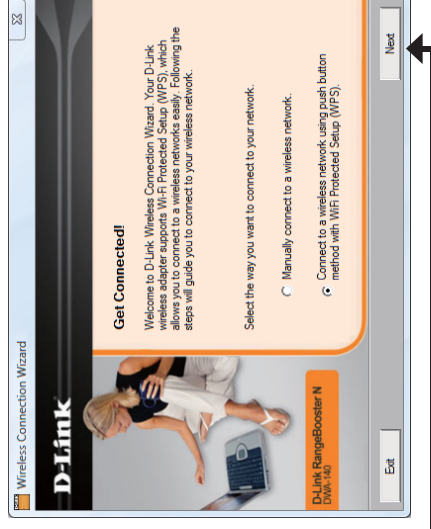 Wireless Connection Wizard
D-Link
Get Connected!
Welcome to D-Link Wireless Connection Wizard. Your D-Link
wireless adapter supports Wi-Fi Protected Setup (WPS), which
allows you to connect to a wireless networks easily. Following the
steps will guide you to connect to your wireless network.
Select the way you want to connect to your network.
Manually connect to a wireless network.
Connect to a wireless network using push button
method with WiFi Protected Setup (WPS).
D-Link RangeBooster N
DWA-140
Exit
Next